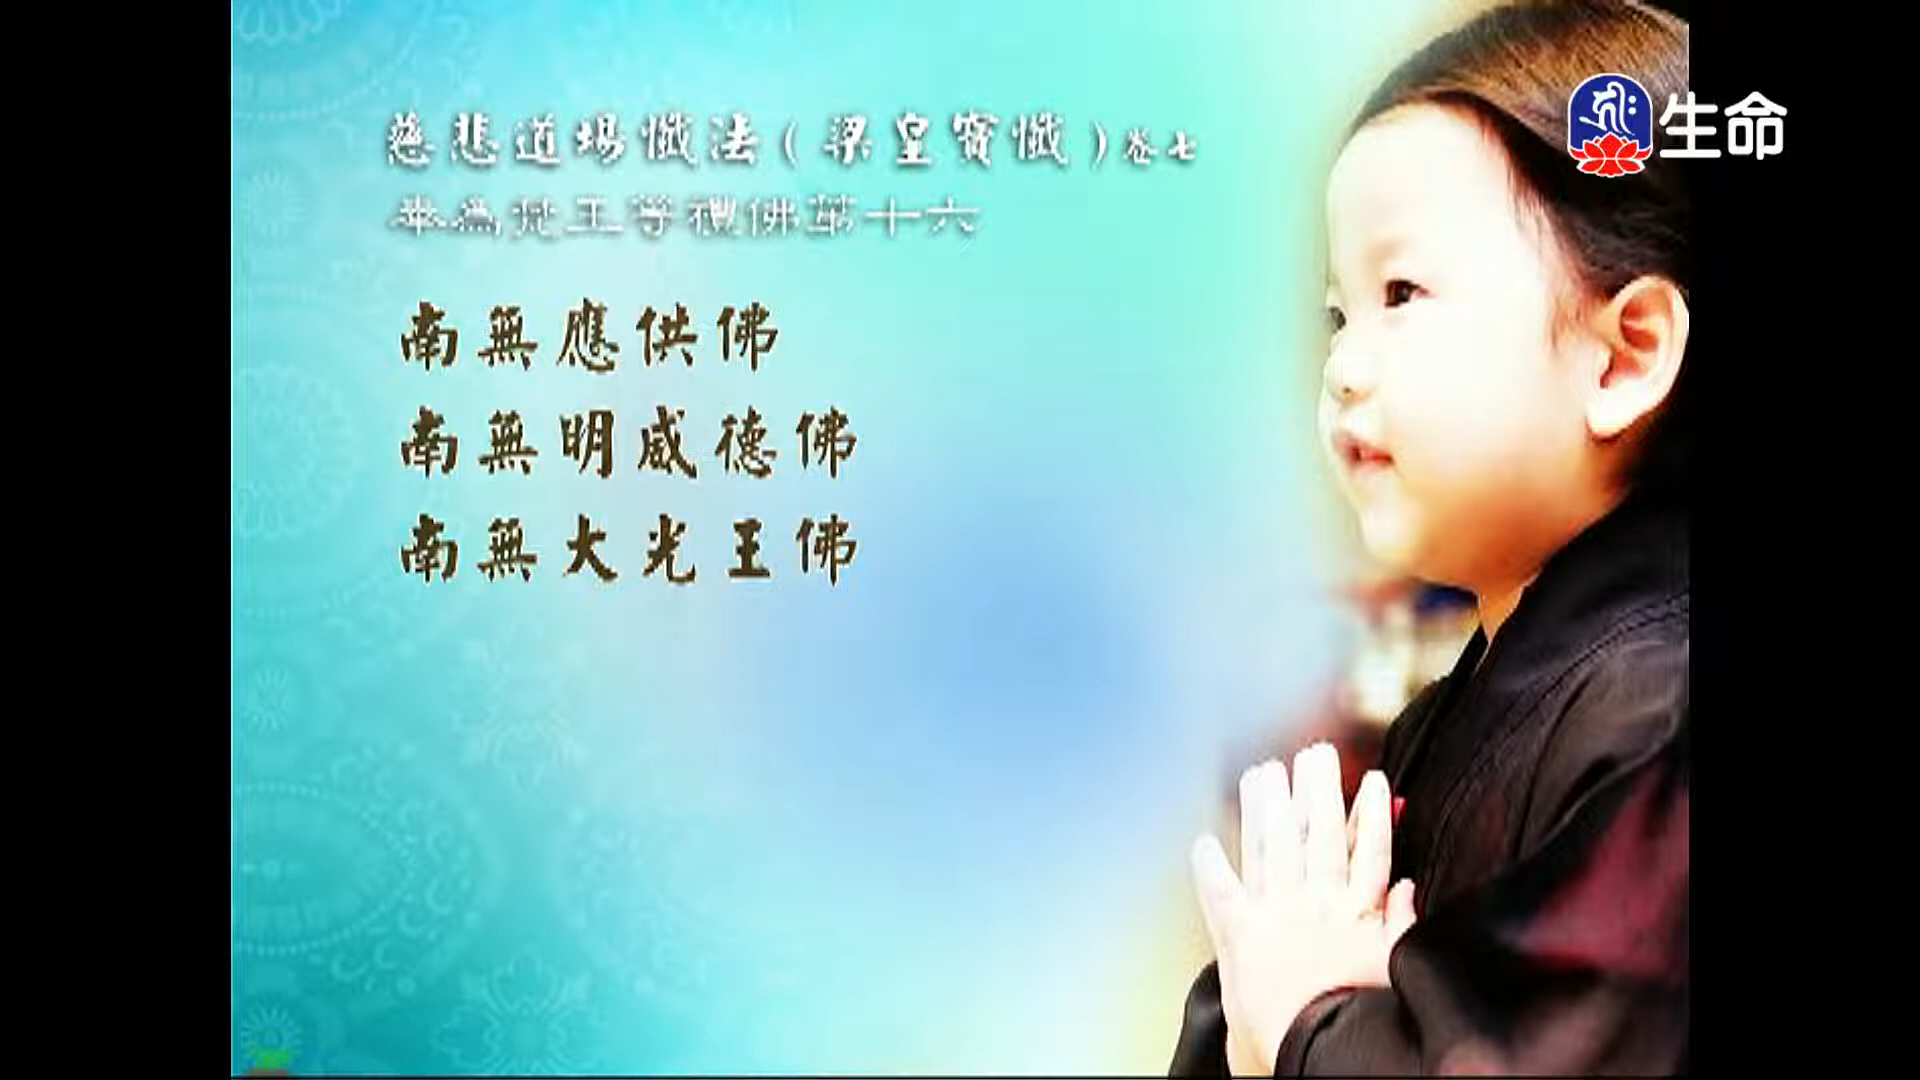 慈悲道場懺法(梁皇寶懺)卷七
奉為梵王等禮佛第十六
南無應供佛
南無明威德佛
南無大光王佛
生命